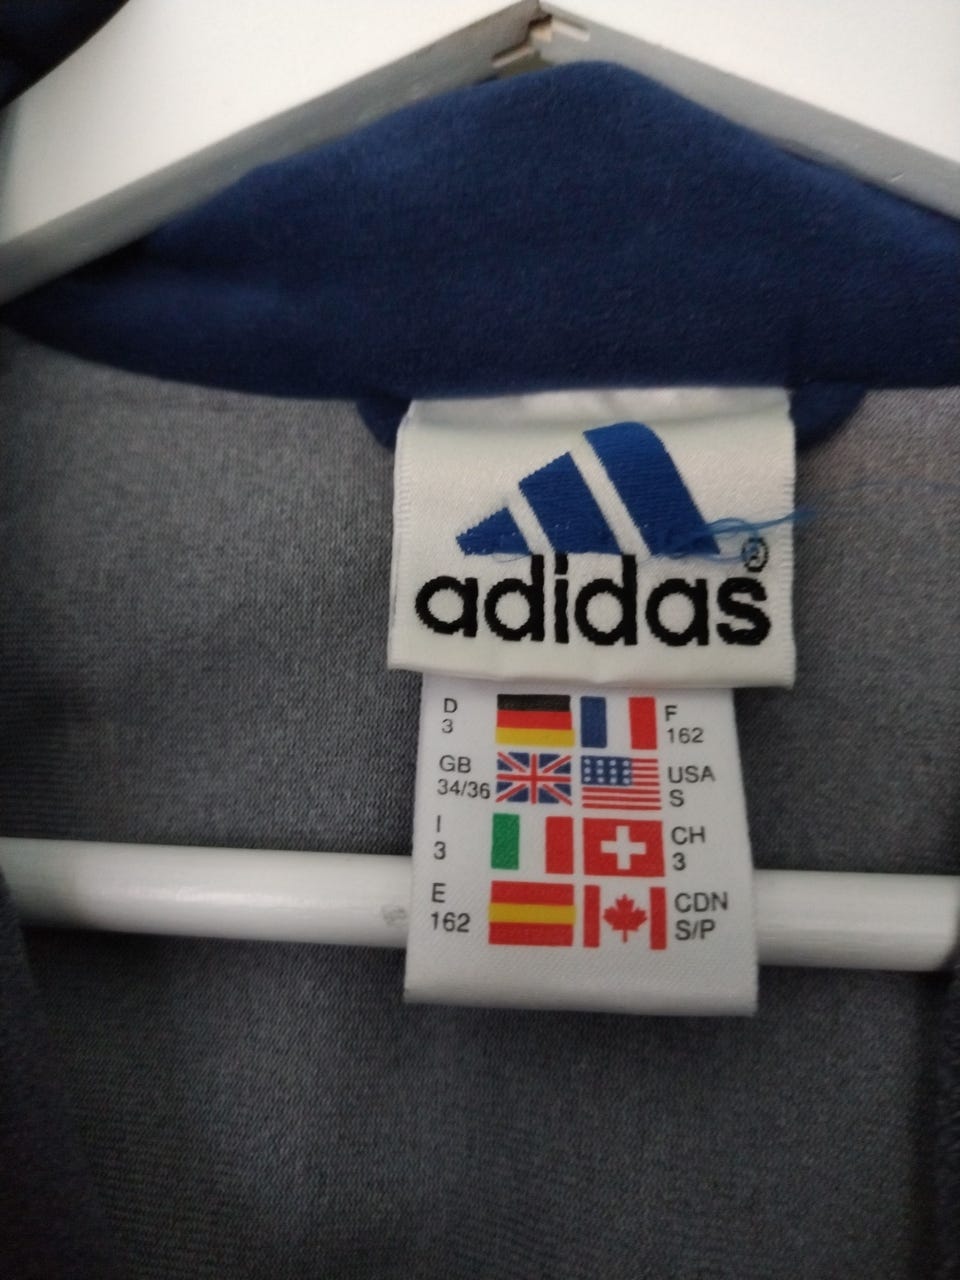 adidas®
D
3
F
162
GB
34/36
USA
S
I
3
CH
3
E
162
CDN
S/P